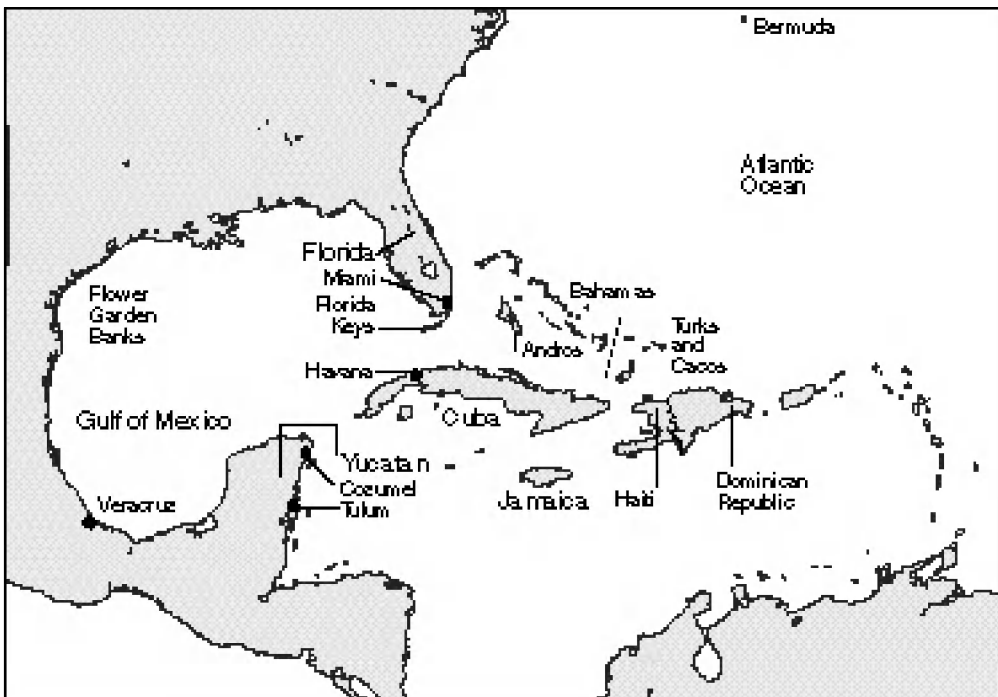 Bermuda
Atlantic
Ocean
Florida
Miami
Florida
Keys
Flower
Garden
Banks
Bahamas
Andros
Turks
and
Cacos
Havana
Cuba
Gulf of Mexico
Yucatan
Cozumel
Tulum
Veracruz
Jamaica
Haiti
Dominican
Republic